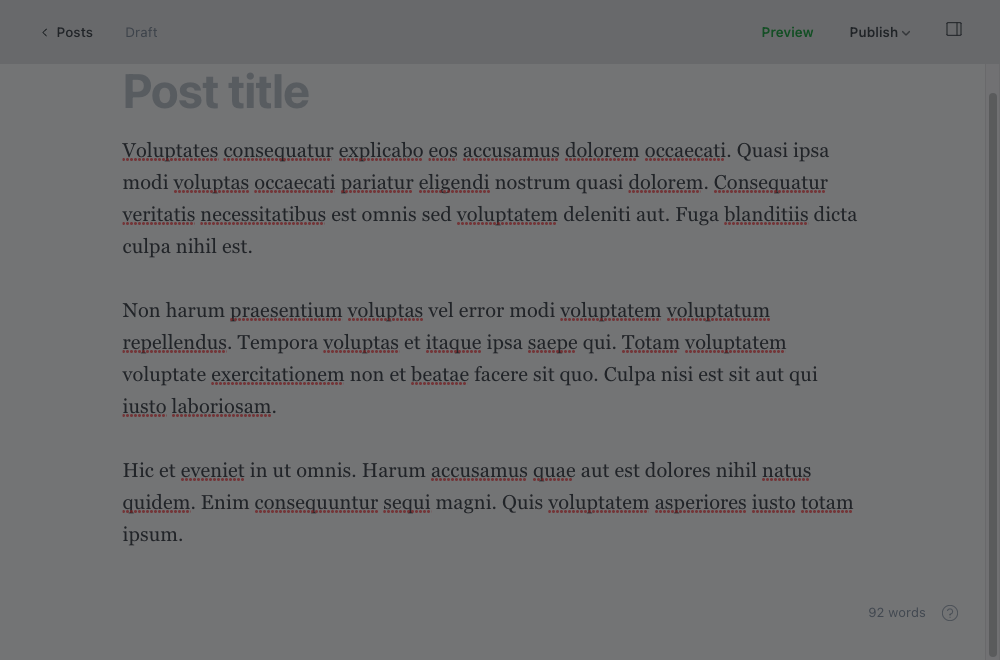 Posts
Draft
Preview
Publish
Post title
Voluptates consequatur explicabo eos accusamus dolorem occaecati. Quasi ipsa
modi voluptas occaecati pariatur eligendi nostrum quasi dolorem. Consequatur
veritatis necessitatibus est omnis sed voluptatem deleniti aut. Fuga blanditiis dicta
culpa nihil est.
Non harum praesentium voluptas vel error modi voluptatem voluptatum
repellendus. Tempora voluptas et itaque ipsa saepe qui. Totam voluptatem
voluptate exercitationem non et beatae facere sit quo. Culpa nisi est sit aut qui
iusto laboriosam.
Hic et eveniet in ut omnis. Harum accusamus quae aut est dolores nihil natus
quidem. Enim consequuntur sequi magni. Quis voluptatem asperiores iusto totam
ipsum.
92 words
?